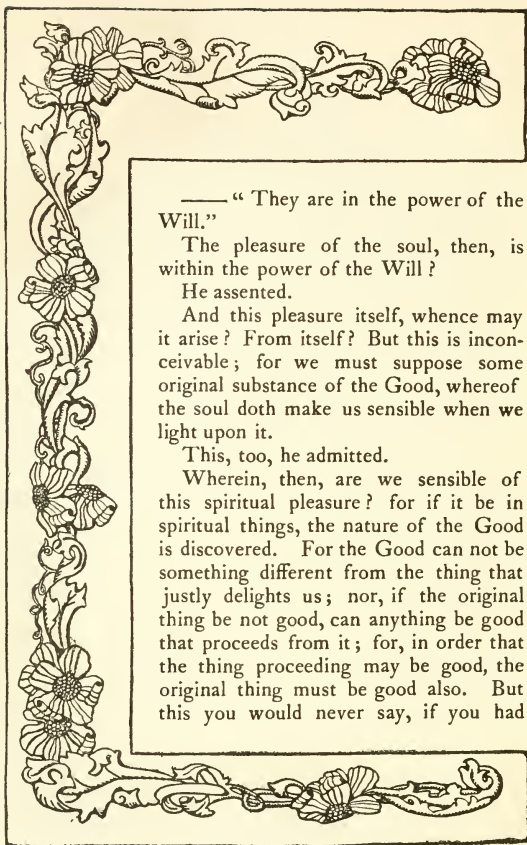 —— “ They are in the power of the
Will.”
The pleasure of the soul, then, is
within the power of the Will ?
He assented.
And this pleasure itself, whence may
it arise ? From itself ? But this is incon-
ceivable ; for we must suppose some
original substance of the Good, whereof
the soul doth make us sensible when we
light upon it.
This, too, he admitted.
Wherein, then, are we sensible of
this spiritual pleasure ? for if it be in
spiritual things, the nature of the Good
is discovered. For the Good can not be
something different from the thing that
justly delights us ; nor, if the original
thing be not good, can anything be good
that proceeds from it ; for, in order that
the thing proceeding may be good, the
original thing must be good also. But
this you would never say, if you had